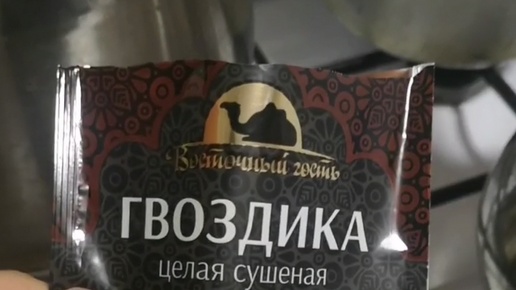 Восточный гость
ГВОЗДИКА
целая сушеная